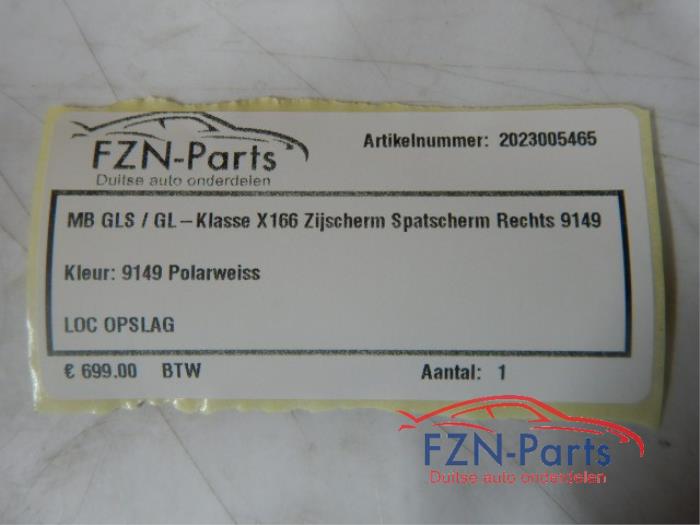 FZN-Parts
Duitse auto onderdelen
Artikelnummer: 2023005465
MB GLS / GL-Klasse X166 Zijscherm Spatscherm Rechts 9149
Kleur: 9149 Polarweiss
LOC OPSLAG
€ 699.00 BTW Aantal: 1
FZN-Parts
Duitse auto onderdelen